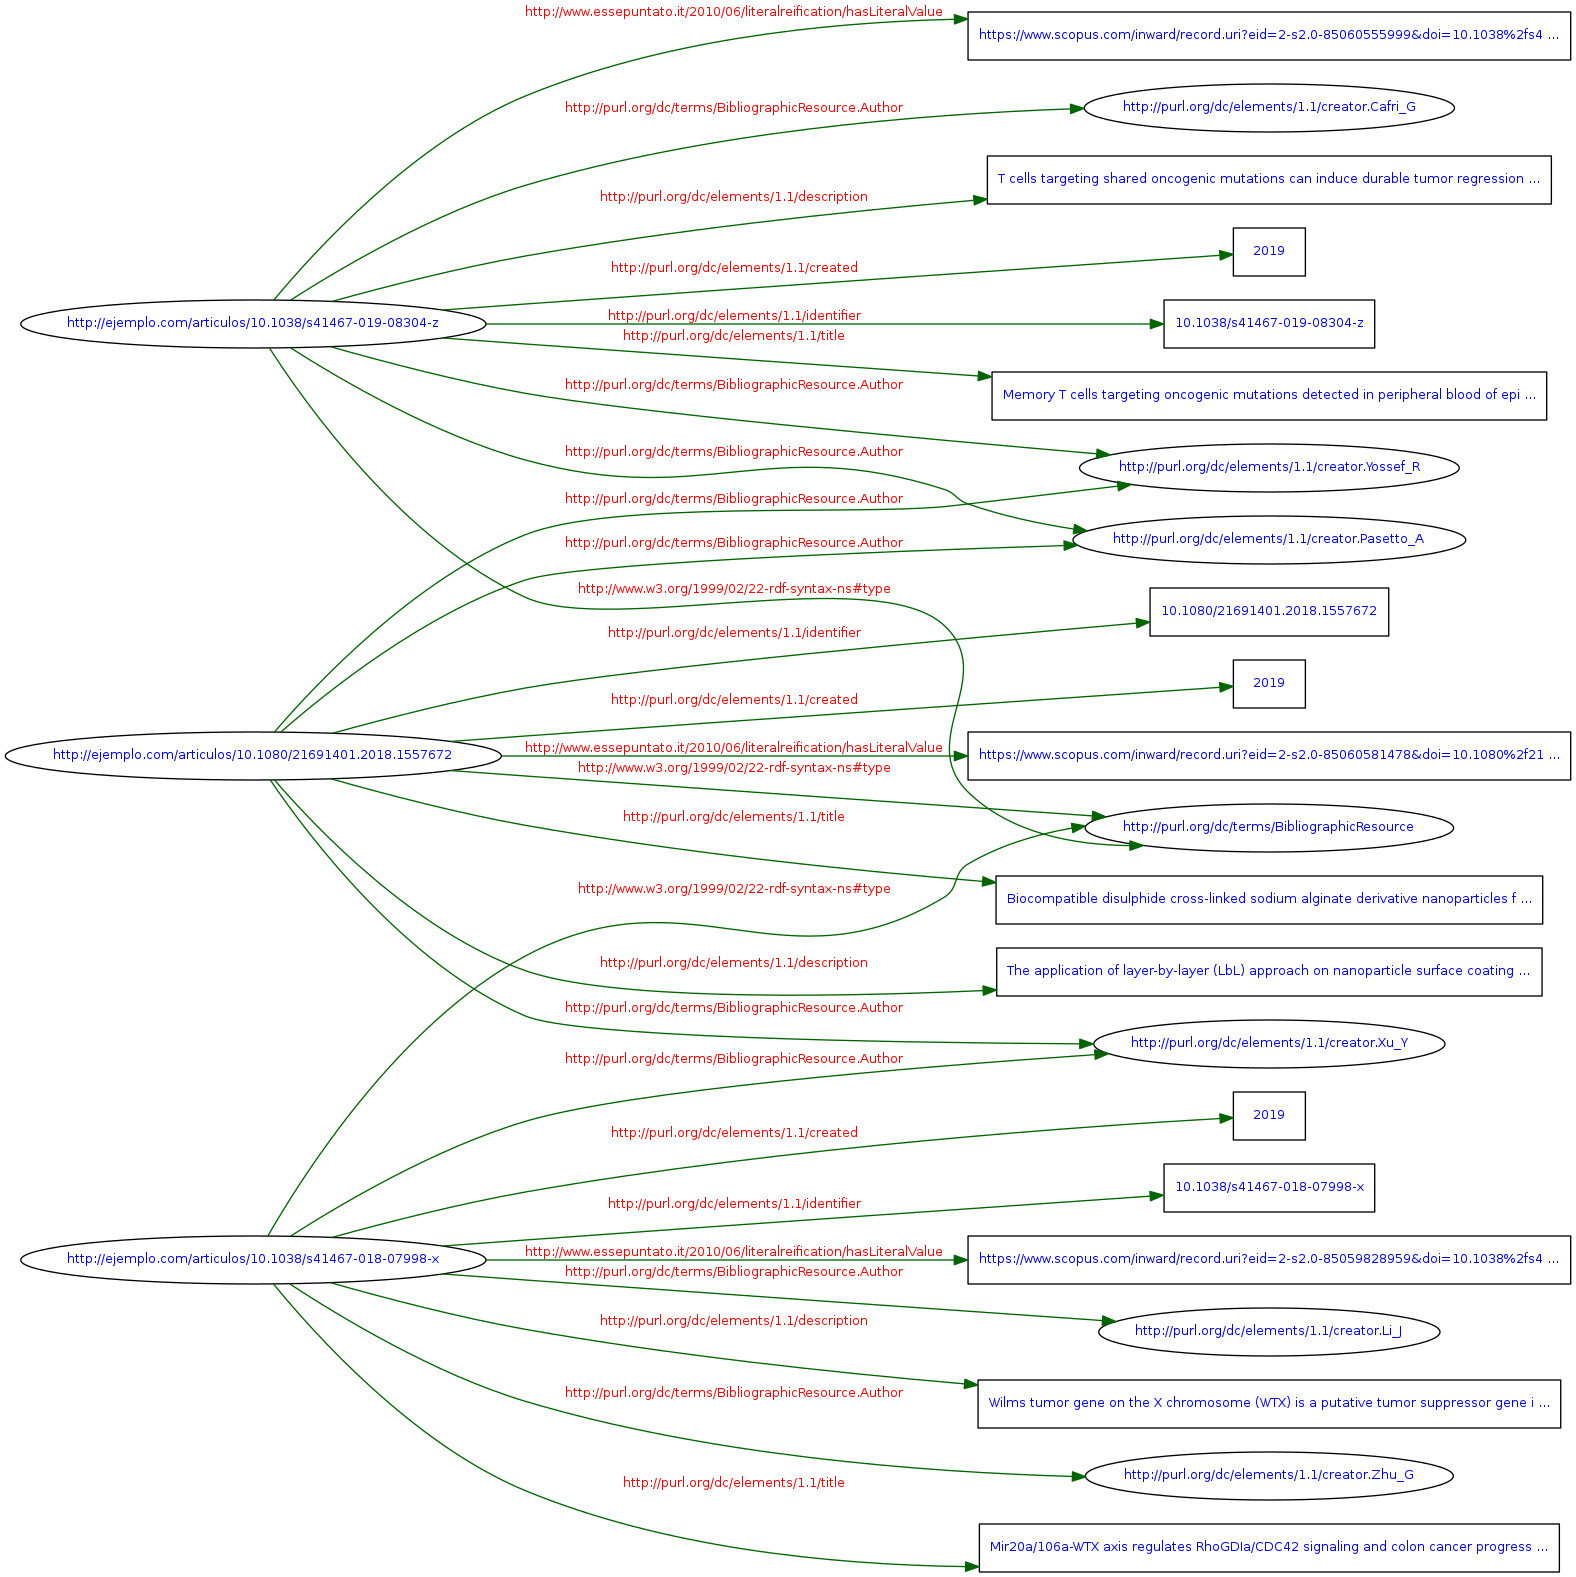 http://www.essepuntato.it/2010/06/literalreification/hasLiteralValue
https://www.scopus.com/inward/record.uri?eid=2-s2.0-85060555999&doi=10.1038%2fs4 ...
http://purl.org/dc/terms/BibliographicResource.Author
http://purl.org/dc/elements/1.1/creator.Cafri_G
T cells targeting shared oncogenic mutations can induce durable tumor regression ...
http://purl.org/dc/elements/1.1/description
2019
http://purl.org/dc/elements/1.1/created
http://ejemplo.com/articulos/10.1038/s41467-019-08304-z
http://purl.org/dc/elements/1.1/identifier
10.1038/s41467-019-08304-z
http://purl.org/dc/elements/1.1/title
http://purl.org/dc/terms/BibliographicResource.Author
Memory T cells targeting oncogenic mutations detected in peripheral blood of epi ...
http://purl.org/dc/terms/BibliographicResource.Author
http://purl.org/dc/elements/1.1/creator.Yossef_R
http://purl.org/dc/terms/BibliographicResource.Author
http://purl.org/dc/terms/BibliographicResource.Author
http://purl.org/dc/elements/1.1/creator.Pasetto_A
http://www.w3.org/1999/02/22-rdf-syntax-ns#type
10.1080/21691401.2018.1557672
http://purl.org/dc/elements/1.1/identifier
2019
http://purl.org/dc/elements/1.1/created
http://ejemplo.com/articulos/10.1080/21691401.2018.1557672
http://www.essepuntato.it/2010/06/literalreification/hasLiteralValue
https://www.scopus.com/inward/record.uri?eid=2-s2.0-85060581478&doi=10.1080%2f21 ...
http://www.w3.org/1999/02/22-rdf-syntax-ns#type
http://purl.org/dc/elements/1.1/title
http://purl.org/dc/terms/BibliographicResource
http://www.w3.org/1999/02/22-rdf-syntax-ns#type
Biocompatible disulphide cross-linked sodium alginate derivative nanoparticles f ...
http://purl.org/dc/elements/1.1/description
The application of layer-by-layer (LbL) approach on nanoparticle surface coating ...
http://purl.org/dc/terms/BibliographicResource.Author
http://purl.org/dc/elements/1.1/creator.Xu_Y
http://purl.org/dc/terms/BibliographicResource.Author
2019
http://purl.org/dc/elements/1.1/created
10.1038/s41467-018-07998-x
http://purl.org/dc/elements/1.1/identifier
http://ejemplo.com/articulos/10.1038/s41467-018-07998-x
http://www.essepuntato.it/2010/06/literalreification/hasLiteralValue
https://www.scopus.com/inward/record.uri?eid=2-s2.0-85059828959&doi=10.1038%2fs4 ...
http://purl.org/dc/terms/BibliographicResource.Author
http://purl.org/dc/elements/1.1/description
http://purl.org/dc/elements/1.1/creator.Li_J
http://purl.org/dc/terms/BibliographicResource.Author
Wilms tumor gene on the X chromosome (WTX) is a putative tumor suppressor gene i ...
http://purl.org/dc/elements/1.1/creator.Zhu_G
http://purl.org/dc/elements/1.1/title
Mir20a/106a-WTX axis regulates RhoGDIa/CDC42 signaling and colon cancer progress ...